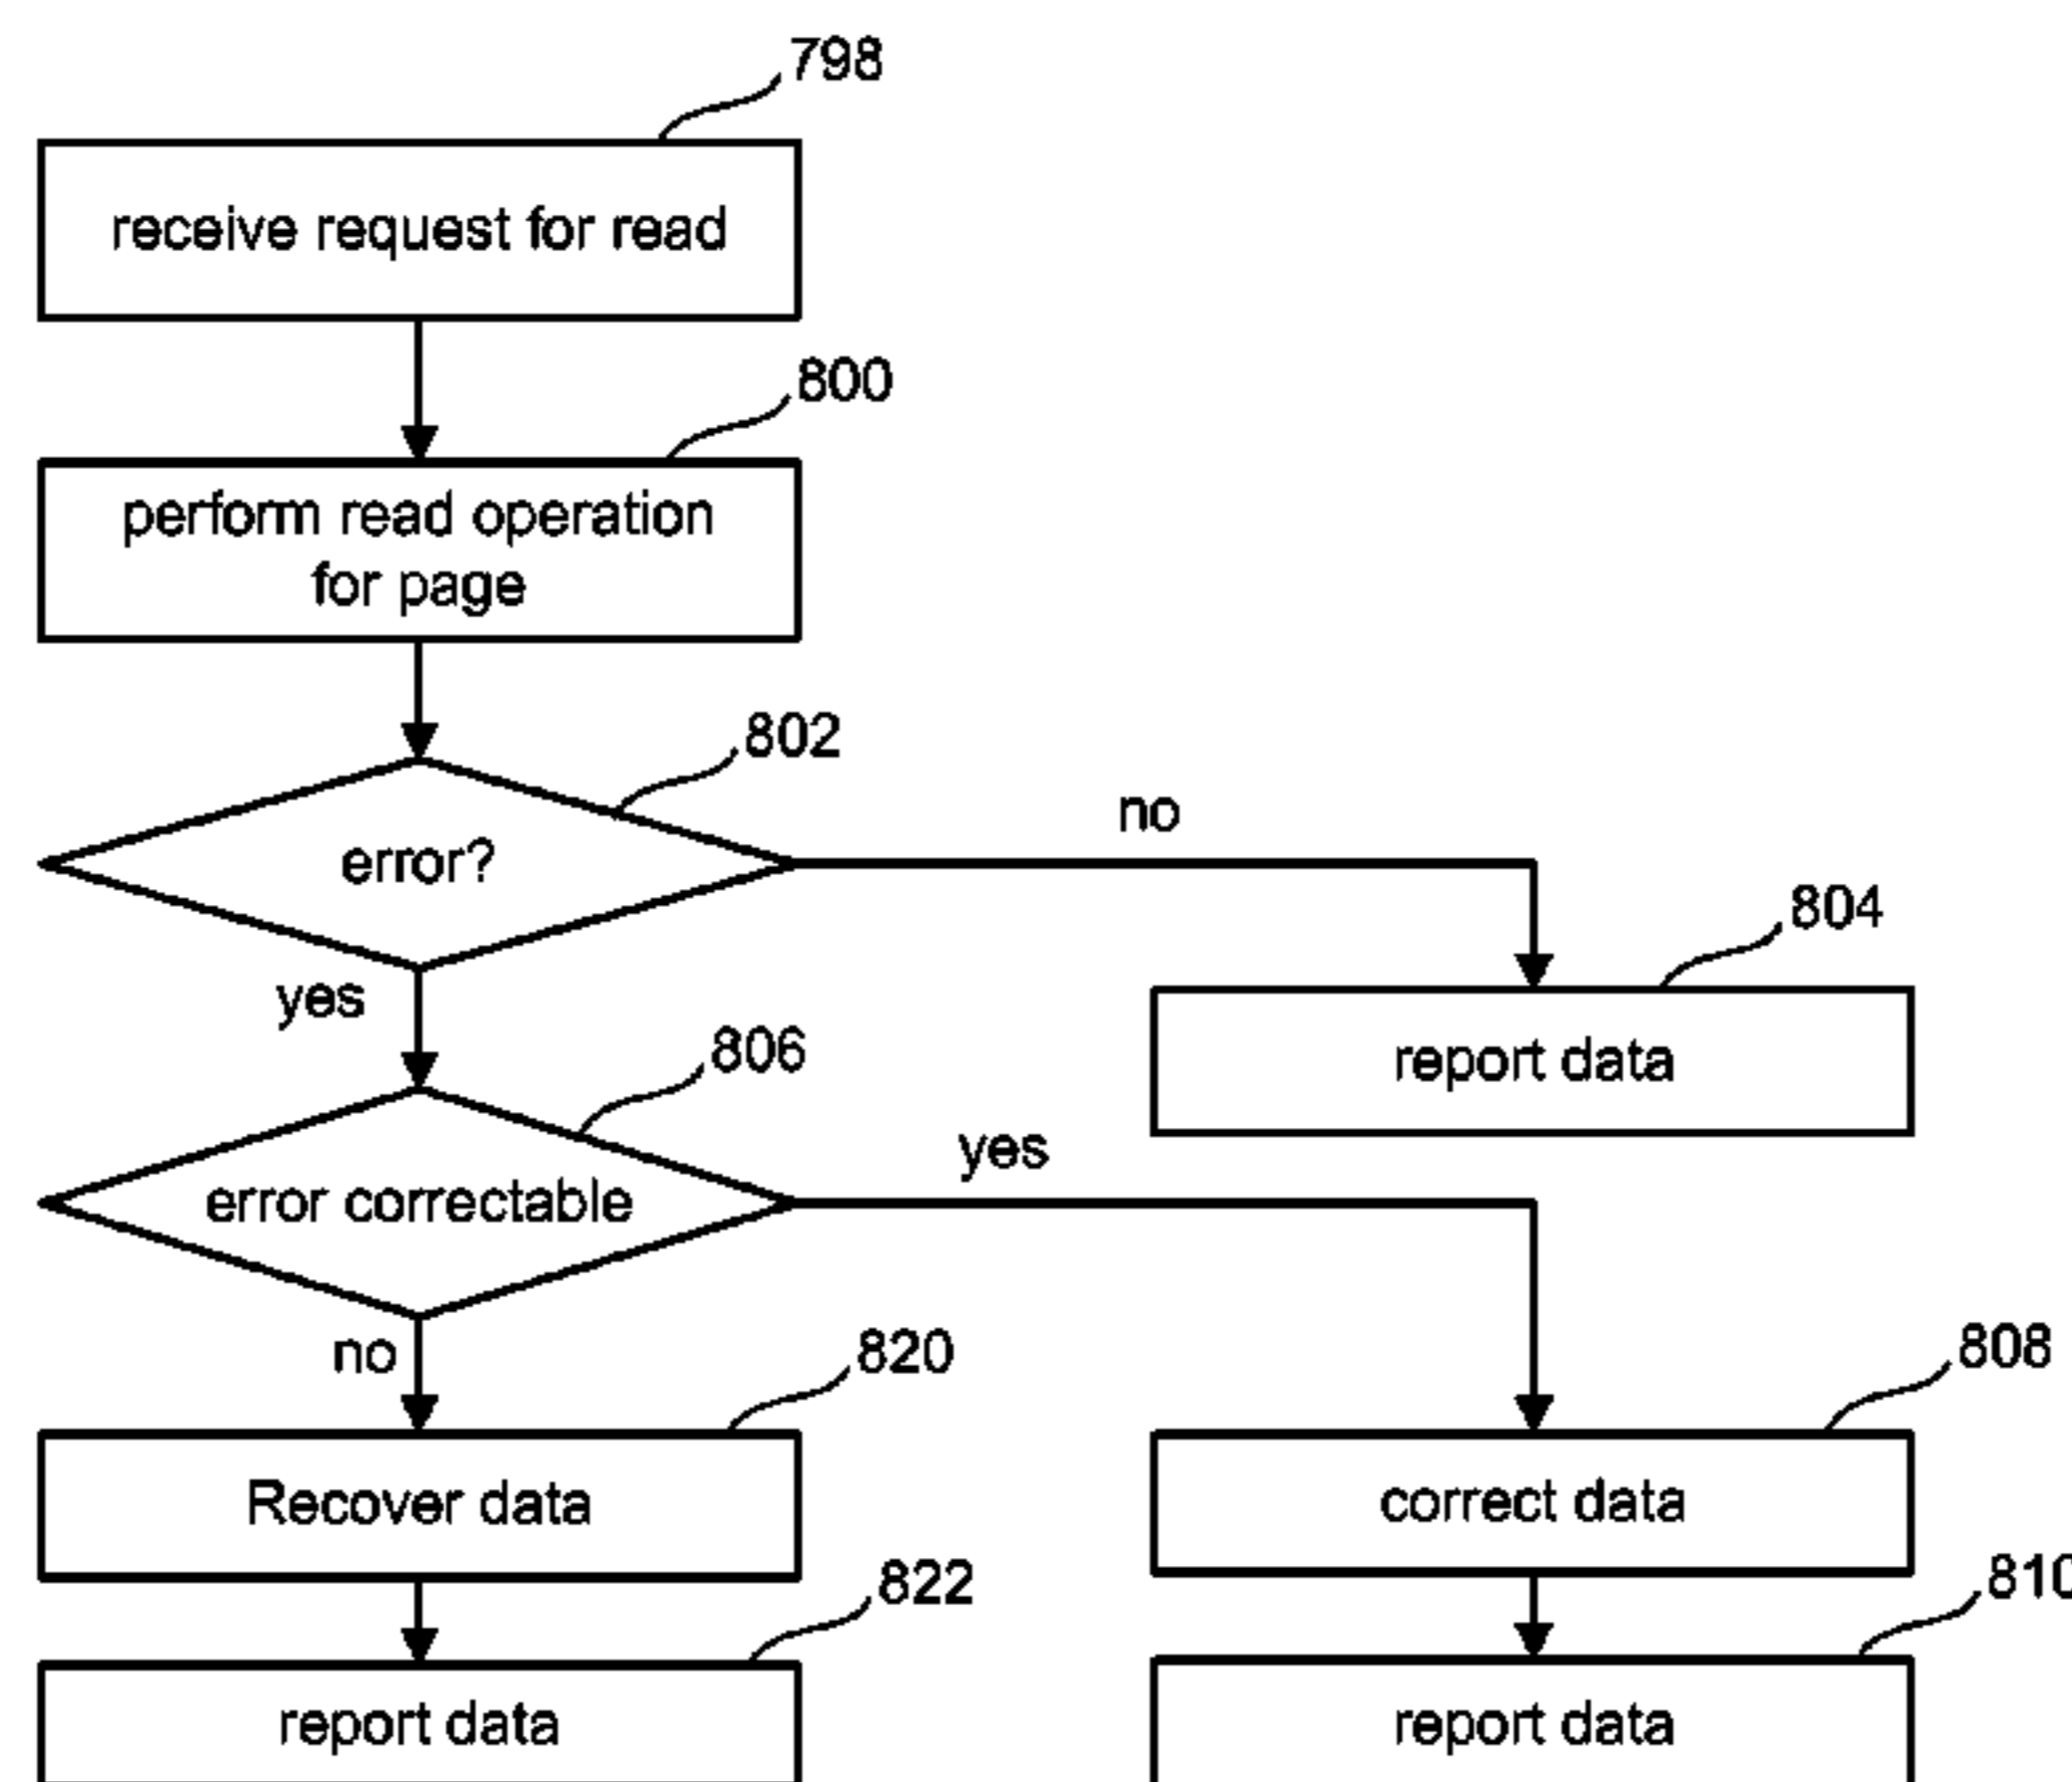 798
receive request for read
800
perform read operation
for page
802
error?
no
804
report data
yes
806
error correctable
yes
808
correct data
no
820
Recover data
810
report data
822
report data